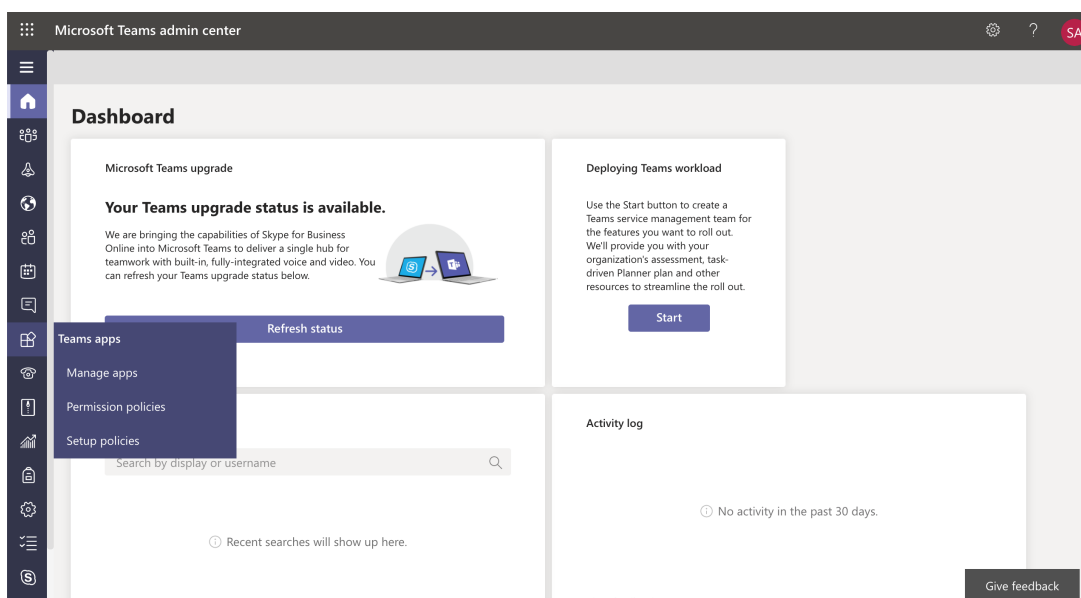 Microsoft Teams admin center
?
SA
Dashboard
Microsoft Teams upgrade
Your Teams upgrade status is available.
We are bringing the capabilities of Skype for Business
Online into Microsoft Teams to deliver a single hub for
teamwork with built-in, fully-integrated voice and video. You
can refresh your Teams upgrade status below.
Refresh status
Deploying Teams workload
Use the Start button to create a
Teams service management team for
the features you want to roll out.
We'll provide you with your
organization's assessment, task-
driven Planner plan and other
resources to streamline the roll out.
Start
Teams apps
Manage apps
Permission policies
Setup policies
Search by display or username
Recent searches will show up here.
Activity log
No activity in the past 30 days.
Give feedback